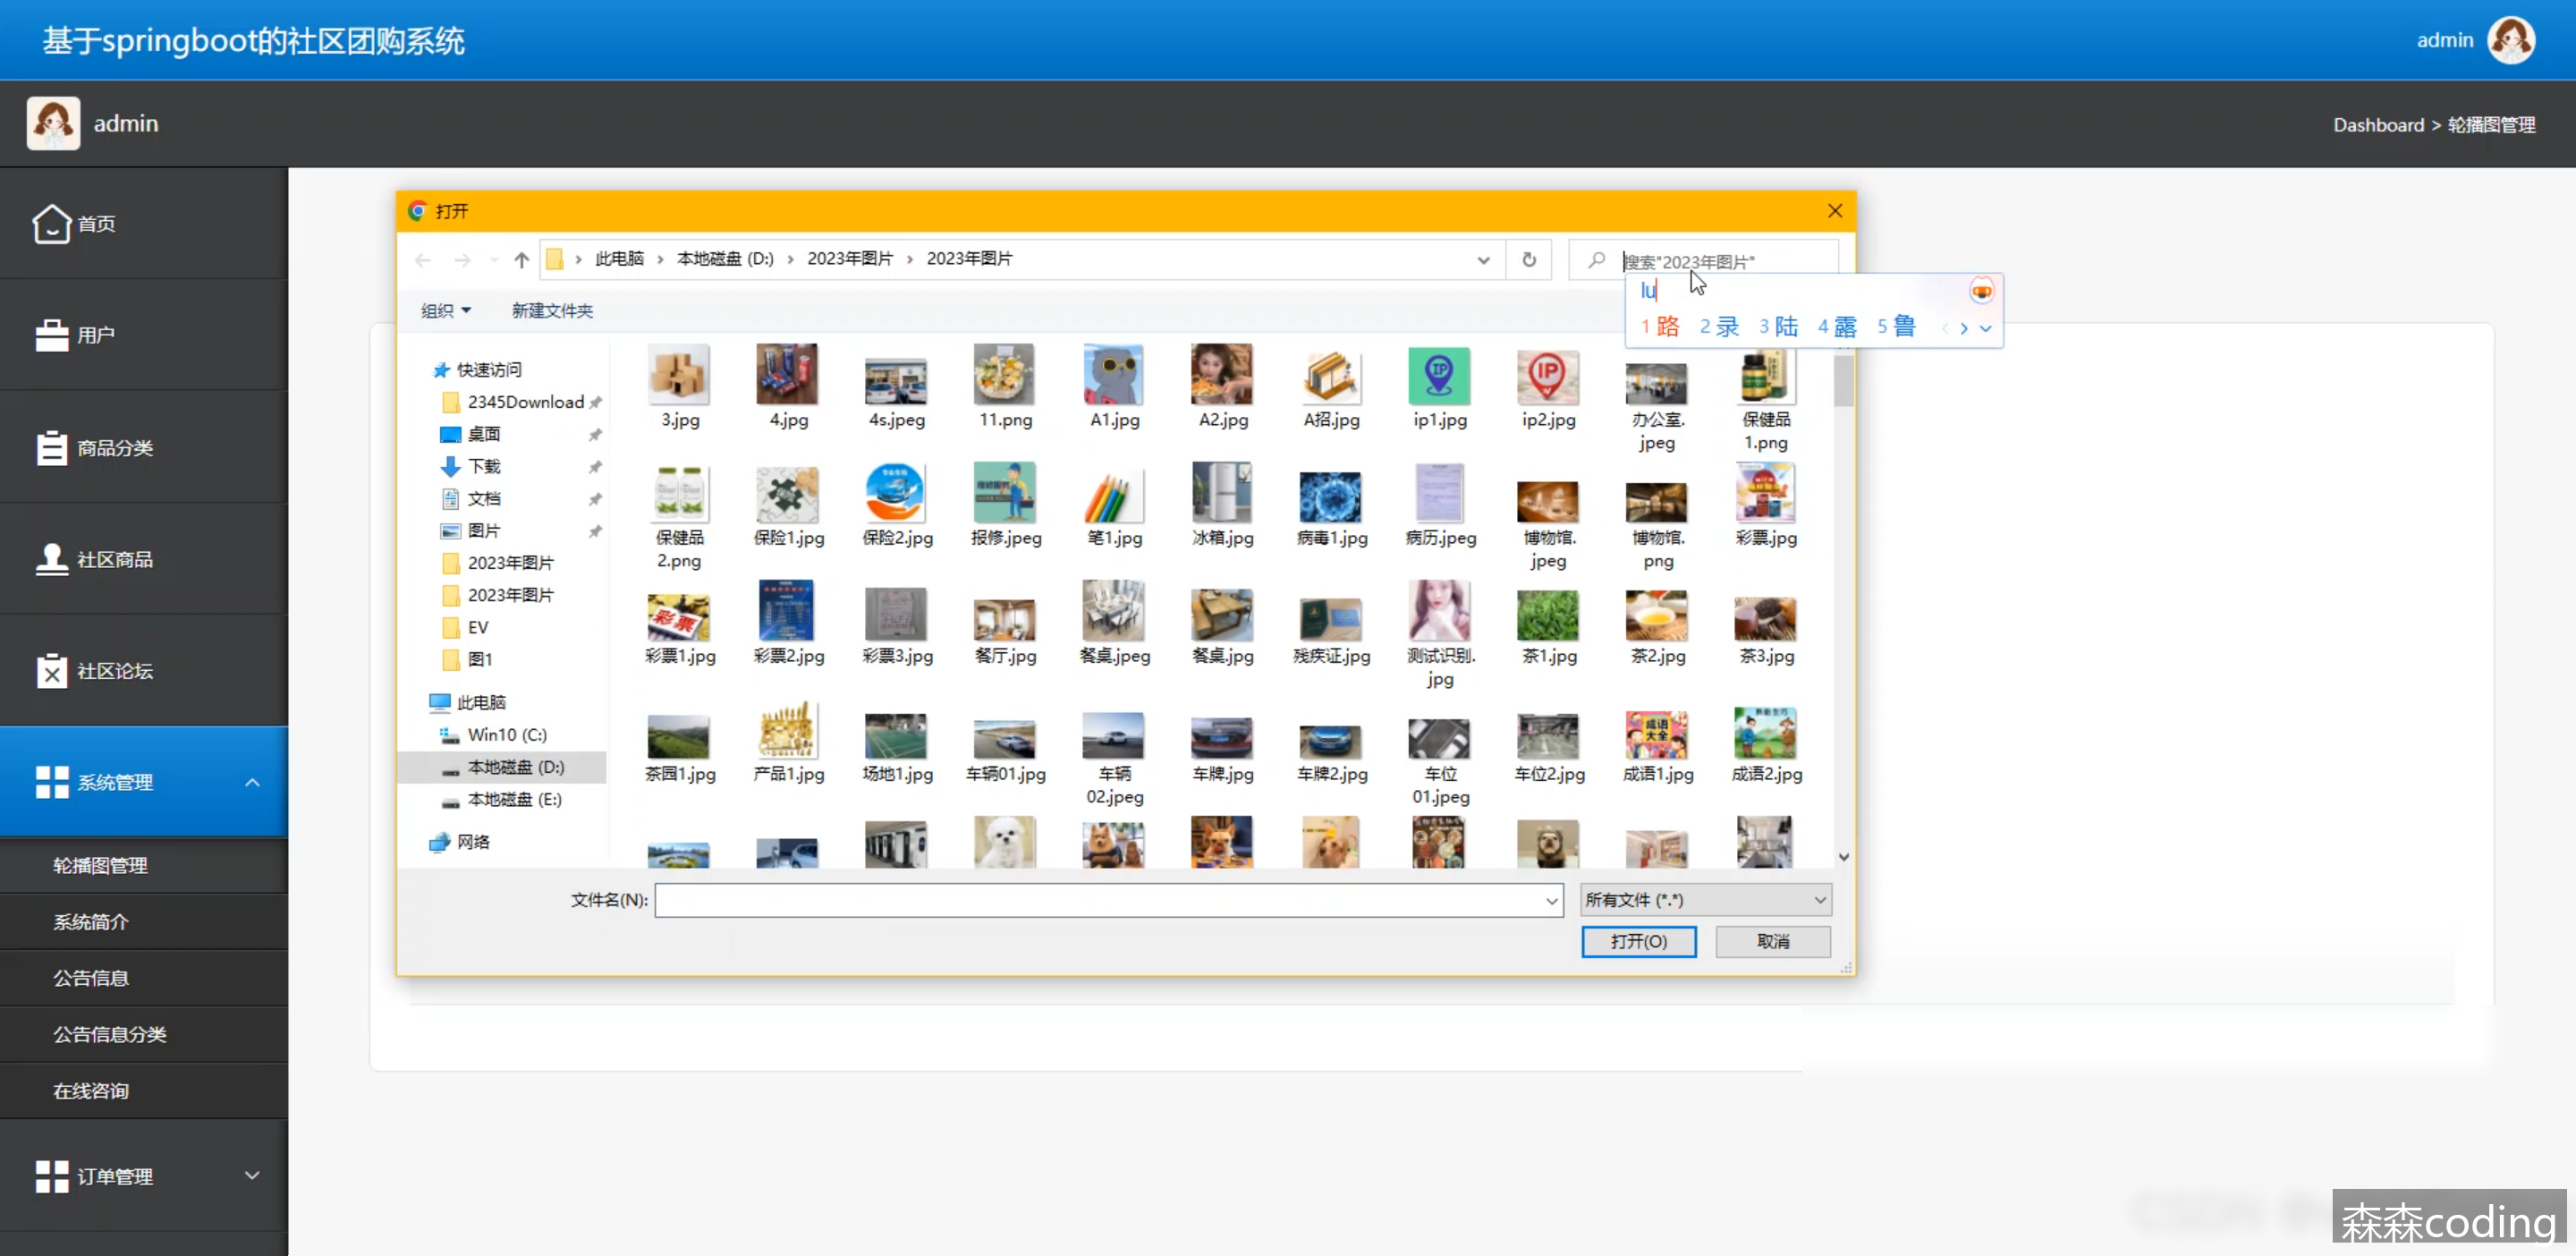 基于springboot的社区团购系统
admin
admin
Dashboard > 轮播图管理
首页
用户
商品分类
社区商品
社区论坛
系统管理
轮播图管理
系统简介
公告信息
公告信息分类
在线咨询
订单管理
打开
此电脑 › 本地磁盘 (D:) › 2023年图片 › 2023年图片
搜索"2023年图片"
lu
1 路 2 录 3 陆 4 露 5 鲁
组织 新建文件夹
快速访问
2345Download
桌面
下载
文档
图片
2023年图片
2023年图片
EV
图1
此电脑
Win10 (C:)
本地磁盘 (D:)
本地磁盘 (E:)
网络
3.jpg 4.jpg 4s.jpeg 11.png A1.jpg A2.jpg A招.jpg ip1.jpg ip2.jpg 办公室.jpeg 保健品1.png
保健品2.png 保险1.jpg 保险2.jpg 报修.jpeg 笔1.jpg 冰箱.jpg 病毒1.jpg 病历.jpeg 博物馆.jpeg 博物馆.png 彩票.jpg
彩票1.jpg 彩票2.jpg 彩票3.jpg 餐厅.jpg 餐桌.jpeg 餐桌.jpg 残疾证.jpg 测试识别.jpg 茶1.jpg 茶2.jpg 茶3.jpg
茶园1.jpg 产品1.jpg 场地1.jpg 车辆01.jpg 车辆02.jpeg 车牌.jpg 车牌2.jpg 车位01.jpeg 车位2.jpg 成语1.jpg 成语2.jpg
文件名(N):
所有文件 (*.*)
打开(O) 取消
森森coding